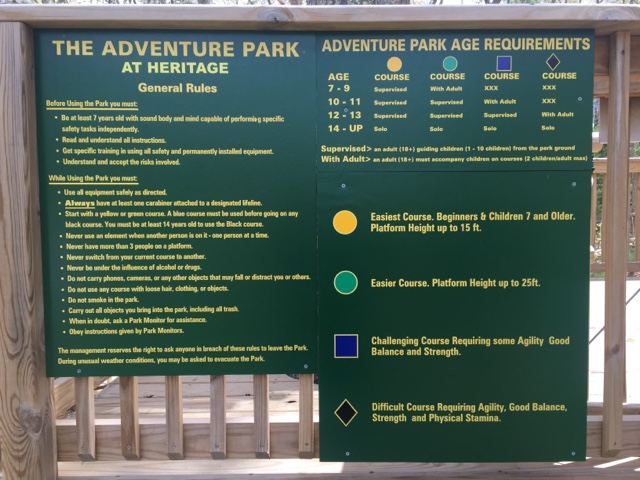 THE ADVENTURE PARK
AT HERITAGE
General Rules
Before Using the Park you must:
• Be at least 7 years old with sound body and mind capable of performing specific
safety tasks independently.
• Read and understand all instructions.
• Get specific training in using all safety and permanently installed equipment.
• Understand and accept the risks involved.
While Using the Park you must:
• Use all equipment safely as directed.
• Always have at least one carabiner attached to a designated lifeline.
• Start with a yellow or green course. A blue course must be used before going on any
black course. You must be at least 14 years old to use the Black course.
• Never use an element when another person is on it - one person at a time.
• Never have more than 3 people on a platform.
• Never switch from your current course to another.
• Never be under the influence of alcohol or drugs.
• Do not carry phones, cameras, or any other objects that may fall or distract you or others.
• Do not use any course with loose hair, clothing, or objects.
• Do not smoke in the park.
• Carry out all objects you bring into the park, including all trash.
• When in doubt, ask a Park Monitor for assistance.
• Obey instructions given by Park Monitors.
The management reserves the right to ask anyone in breach of these rules to leave the Park.
During unusual weather conditions, you may be asked to evacuate the Park.
ADVENTURE PARK AGE REQUIREMENTS
AGE COURSE COURSE COURSE COURSE
7 - 9 Supervised With Adult XXX XXX
10 - 11 Supervised Supervised With Adult XXX
12 - 13 Supervised Supervised Supervised With Adult
14 - UP Solo Solo Solo Solo
Supervised> an adult (18+) guiding children (1 - 10 children) from the park ground
With Adult> an adult (18+) must accompany children on courses (2 children/adult max)
Easiest Course. Beginners & Children 7 and Older.
Platform Height up to 15 ft.
Easier Course. Platform Height up to 25ft.
Challenging Course Requiring some Agility Good
Balance and Strength.
Difficult Course Requiring Agility, Good Balance,
Strength and Physical Stamina.